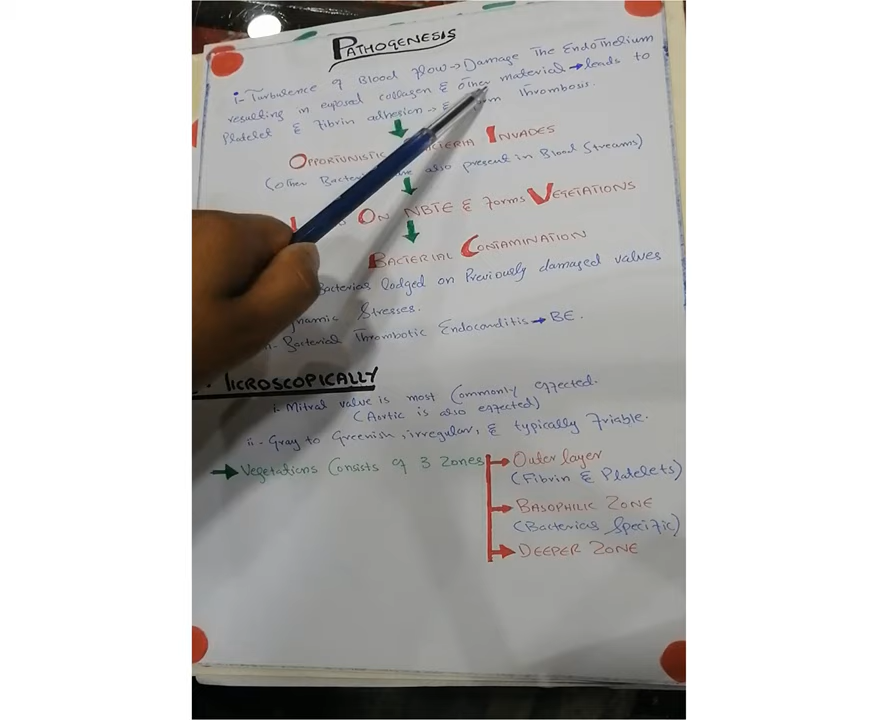 PATHOGENESIS
i- Turbulence of Blood Flow → Damage The Endothelium
resulting in exposed collagen & other material → leads to
Platelet & Fibrin adhesion → & Thrombosis.
OPPORTUNISTIC INVADES
(other also present in Blood Streams)
ON NBTE & forms VEGETATIONS
BACTERIAL CONTAMINATION
Bacterias lodged on Previously damaged valves
Stresses.
Bacterial Thrombotic Endocarditis → BE.
MICROSCOPICALLY
i. Mitral valve is most Commonly effected.
(Aortic is also effected)
ii- Gray to Greenish, irregular, & typically friable.
→ Vegetations Consists of 3 Zones
→ Outer layer
(Fibrin & Platelets)
→ BASOPHILIC ZONE
(Bacterias Specific)
→ DEEPER ZONE